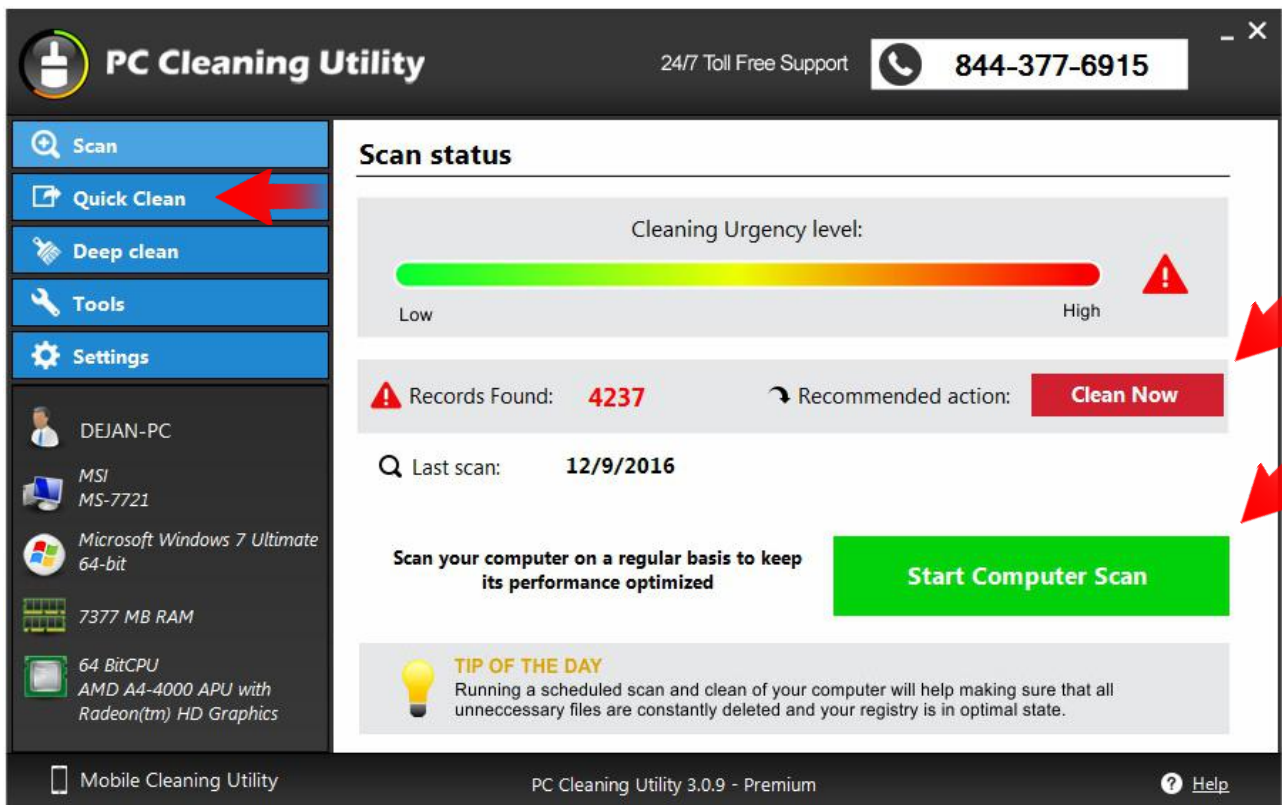 PC Cleaning Utility
24/7 Toll Free Support
844-377-6915
Scan
Quick Clean
Deep clean
Tools
Settings
DEJAN-PC
MSI
MS-7721
Microsoft Windows 7 Ultimate
64-bit
7377 MB RAM
64 BitCPU
AMD A4-4000 APU with
Radeon(tm) HD Graphics
Scan status
Cleaning Urgency level:
Low
High
Records Found: 4237
Recommended action:
Clean Now
Last scan: 12/9/2016
Scan your computer on a regular basis to keep
its performance optimized
Start Computer Scan
TIP OF THE DAY
Running a scheduled scan and clean of your computer will help making sure that all
unneccessary files are constantly deleted and your registry is in optimal state.
Mobile Cleaning Utility
PC Cleaning Utility 3.0.9 - Premium
Help